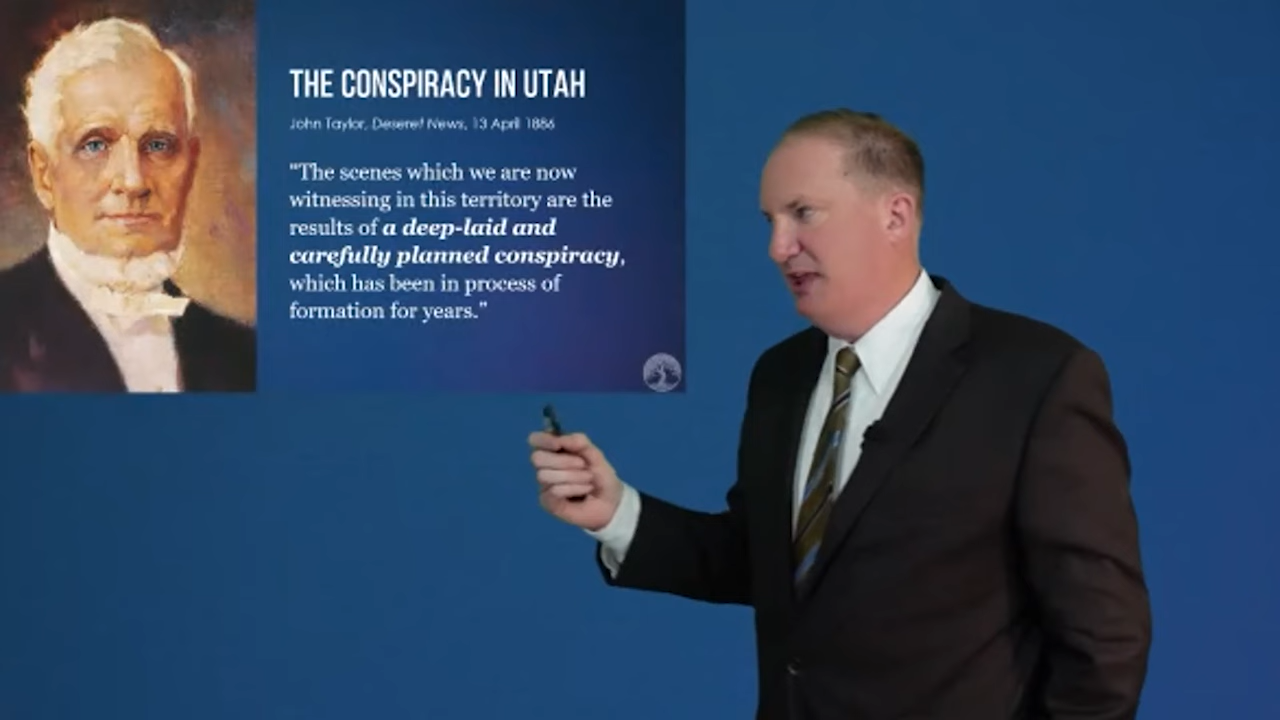 THE CONSPIRACY IN UTAH
John Taylor, Deseret News, 13 April 1886
"The scenes which we are now
witnessing in this territory are the
results of a deep-laid and
carefully planned conspiracy,
which has been in process of
formation for years."